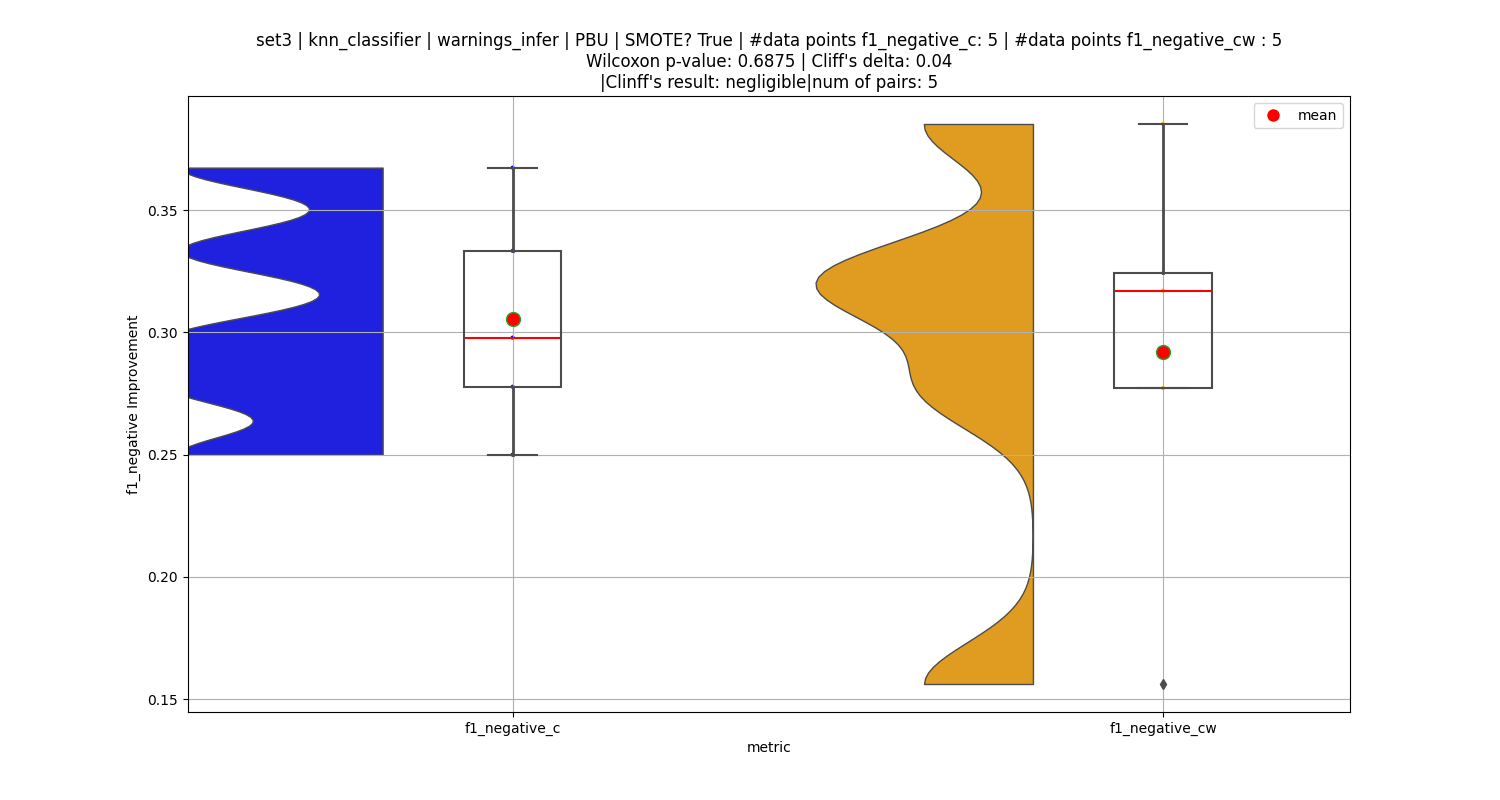 set3 | knn_classifier | warnings_infer | PBU | SMOTE? True | #data points f1_negative_c: 5 | #data points f1_negative_cw : 5
Wilcoxon p-value: 0.6875 | Cliff's delta: 0.04
|Clinff's result: negligible|num of pairs: 5
mean
0.35
0.30
0.25
0.20
0.15
f1_negative Improvement
f1_negative_c
f1_negative_cw
metric